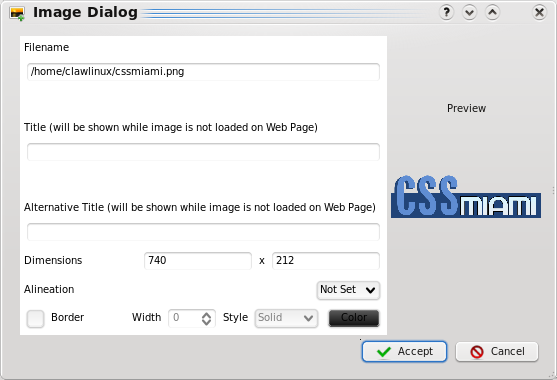 Image Dialog
?
Filename
/home/clawlinux/cssmiami.png
Preview
Title (will be shown while image is not loaded on Web Page)
CSS MIAMI
Alternative Title (will be shown while image is not loaded on Web Page)
Dimensions 740 x 212
Alineation Not Set
Border Width 0 Style Solid Color
Accept Cancel